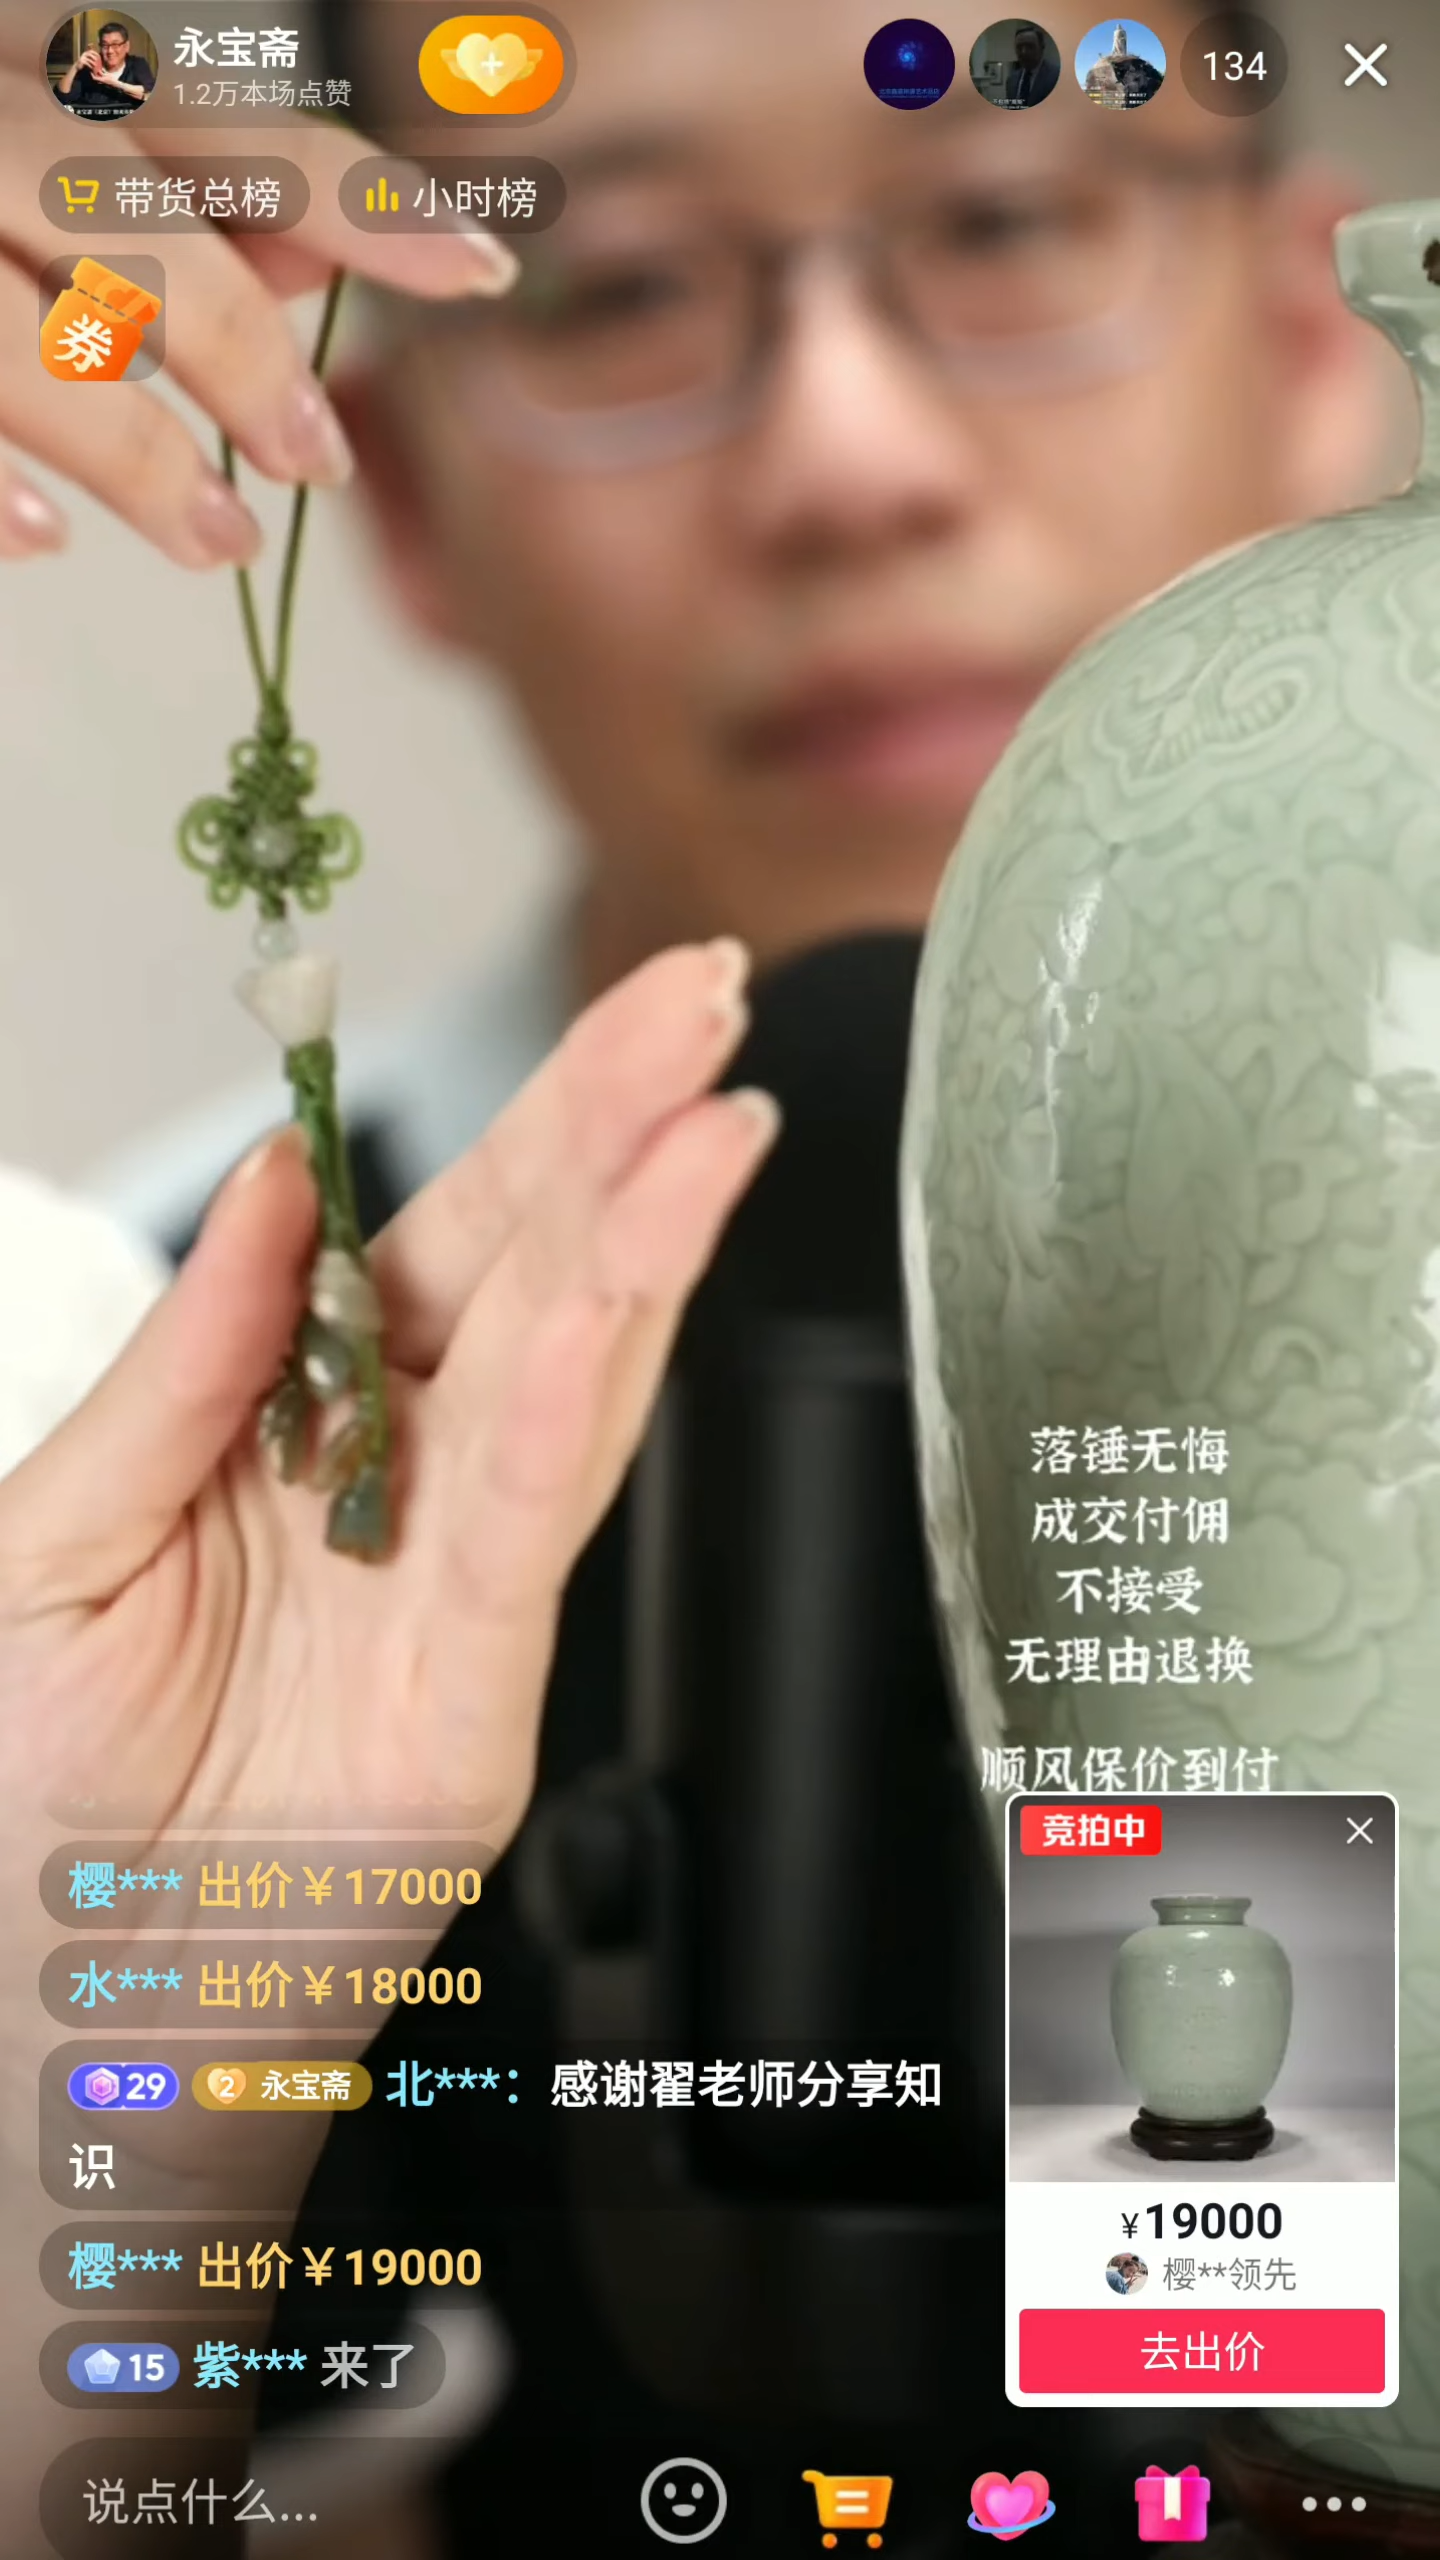 永宝斋
1.2万本场点赞
134
带货总榜
小时榜
券
落锤无悔
成交付佣
不接受
无理由退换
顺风保价到付
竞拍中
樱*** 出价￥17000
水*** 出价￥18000
29 2 永宝斋 北***：感谢翟老师分享知
识
樱*** 出价￥19000
15 紫*** 来了
¥19000
樱**领先
去出价
说点什么...